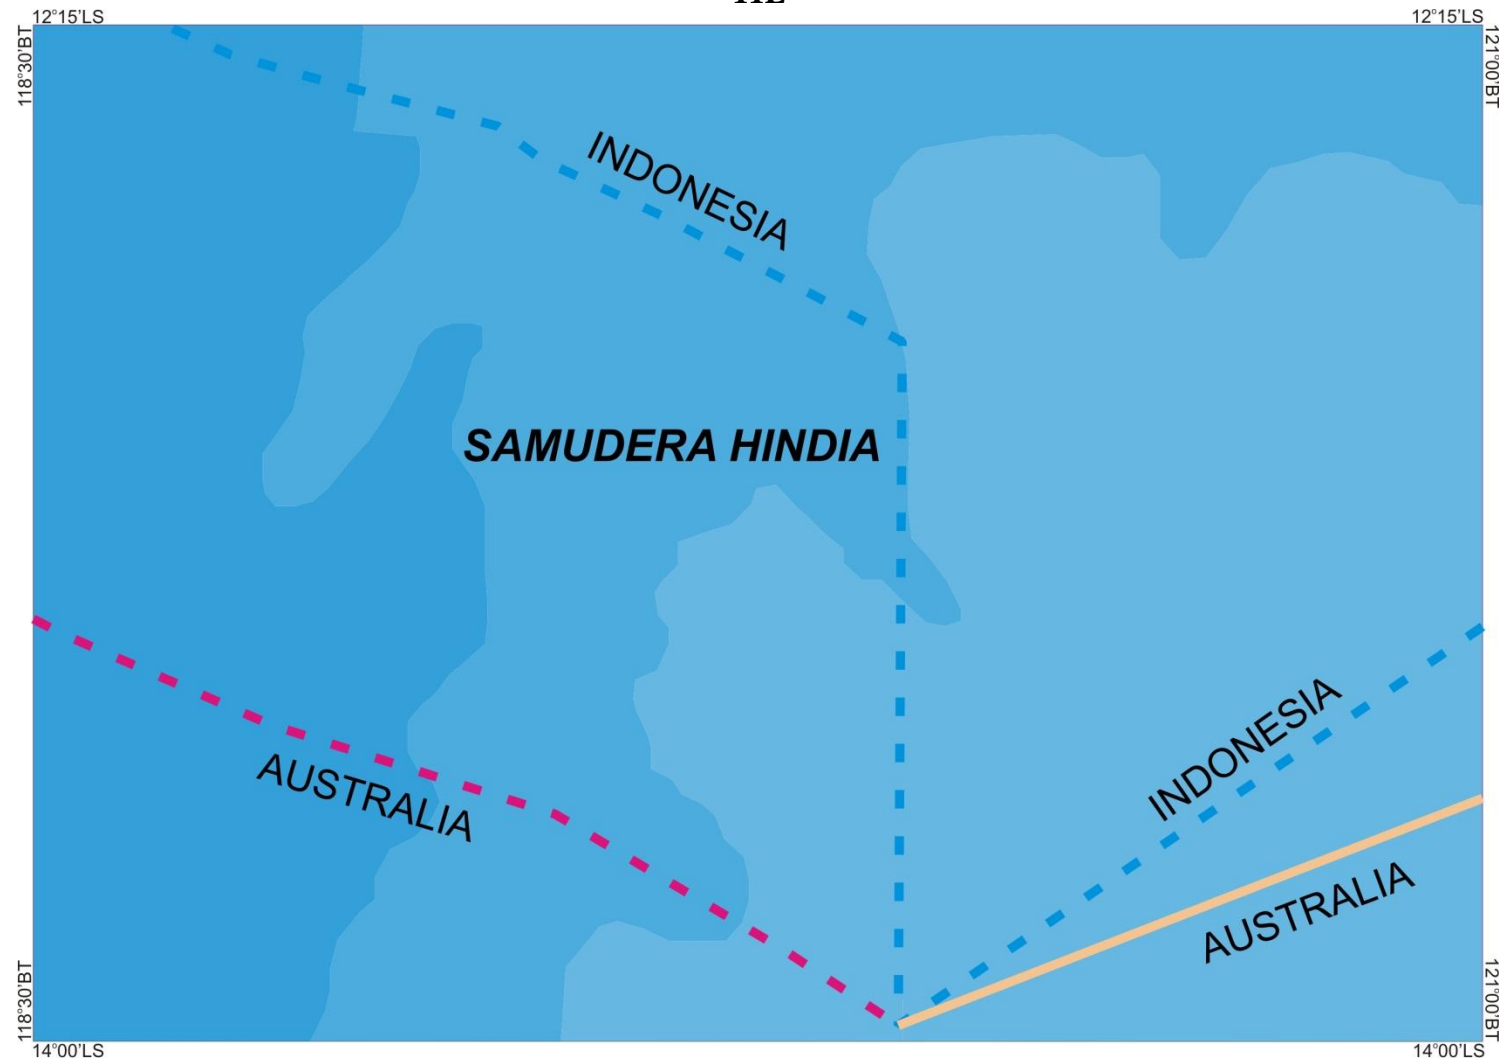 12°15'LS
12°15'LS
118°30'BT
121°00'BT
INDONESIA
SAMUDERA HINDIA
INDONESIA
AUSTRALIA
AUSTRALIA
118°30'BT
121°00'BT
14°00'LS
14°00'LS